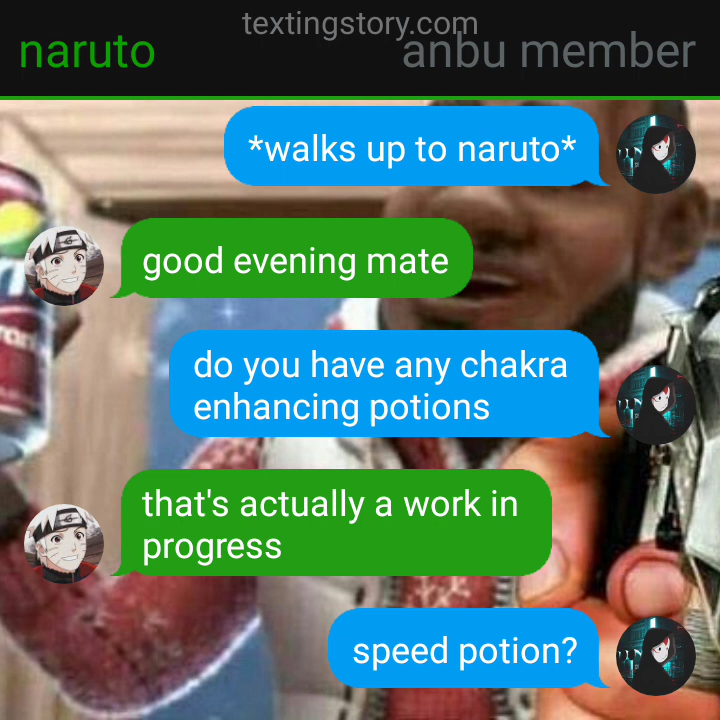 textingstory.com
naruto
anbu member
*walks up to naruto*
good evening mate
do you have any chakra
enhancing potions
that's actually a work in
progress
speed potion?